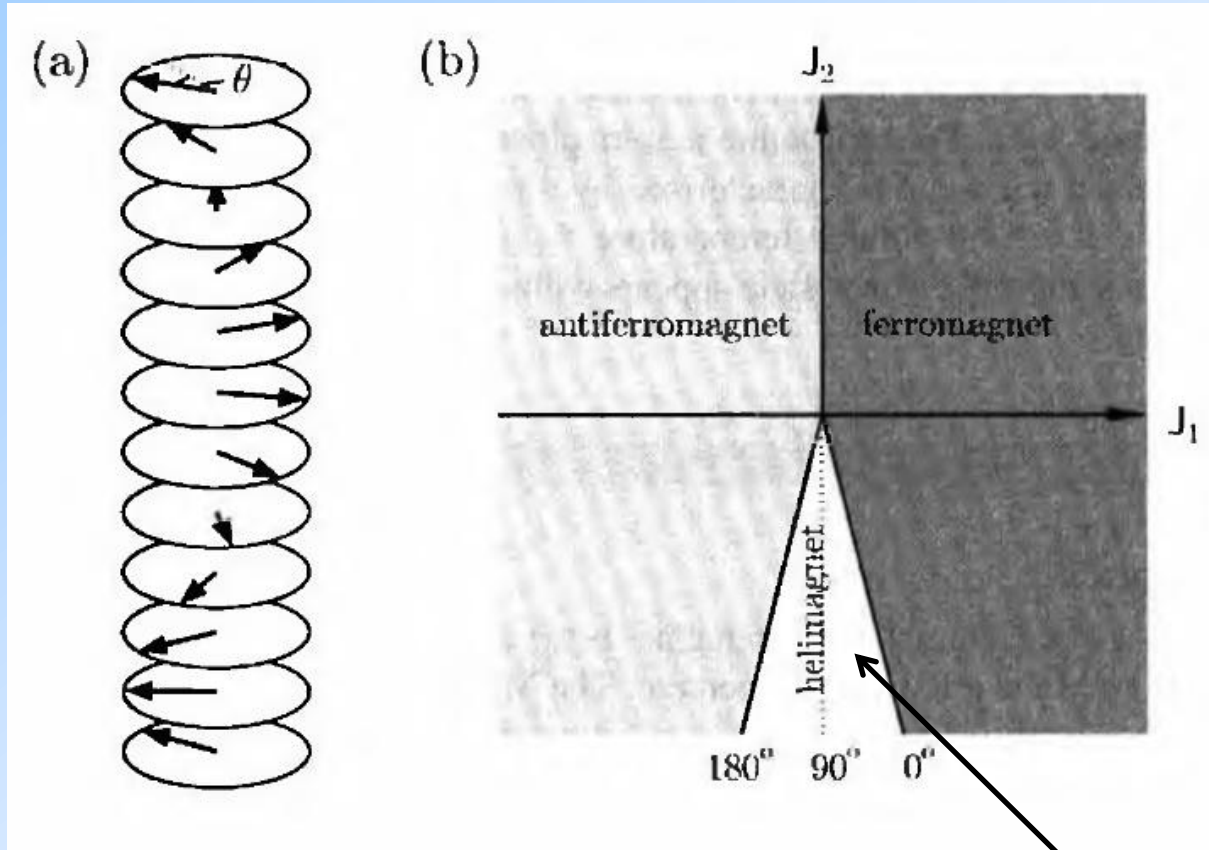 (a)
θ
(b)
J₂
antiferromagnet
ferromagnet
J₁
helimagnet
180°
90°
0°